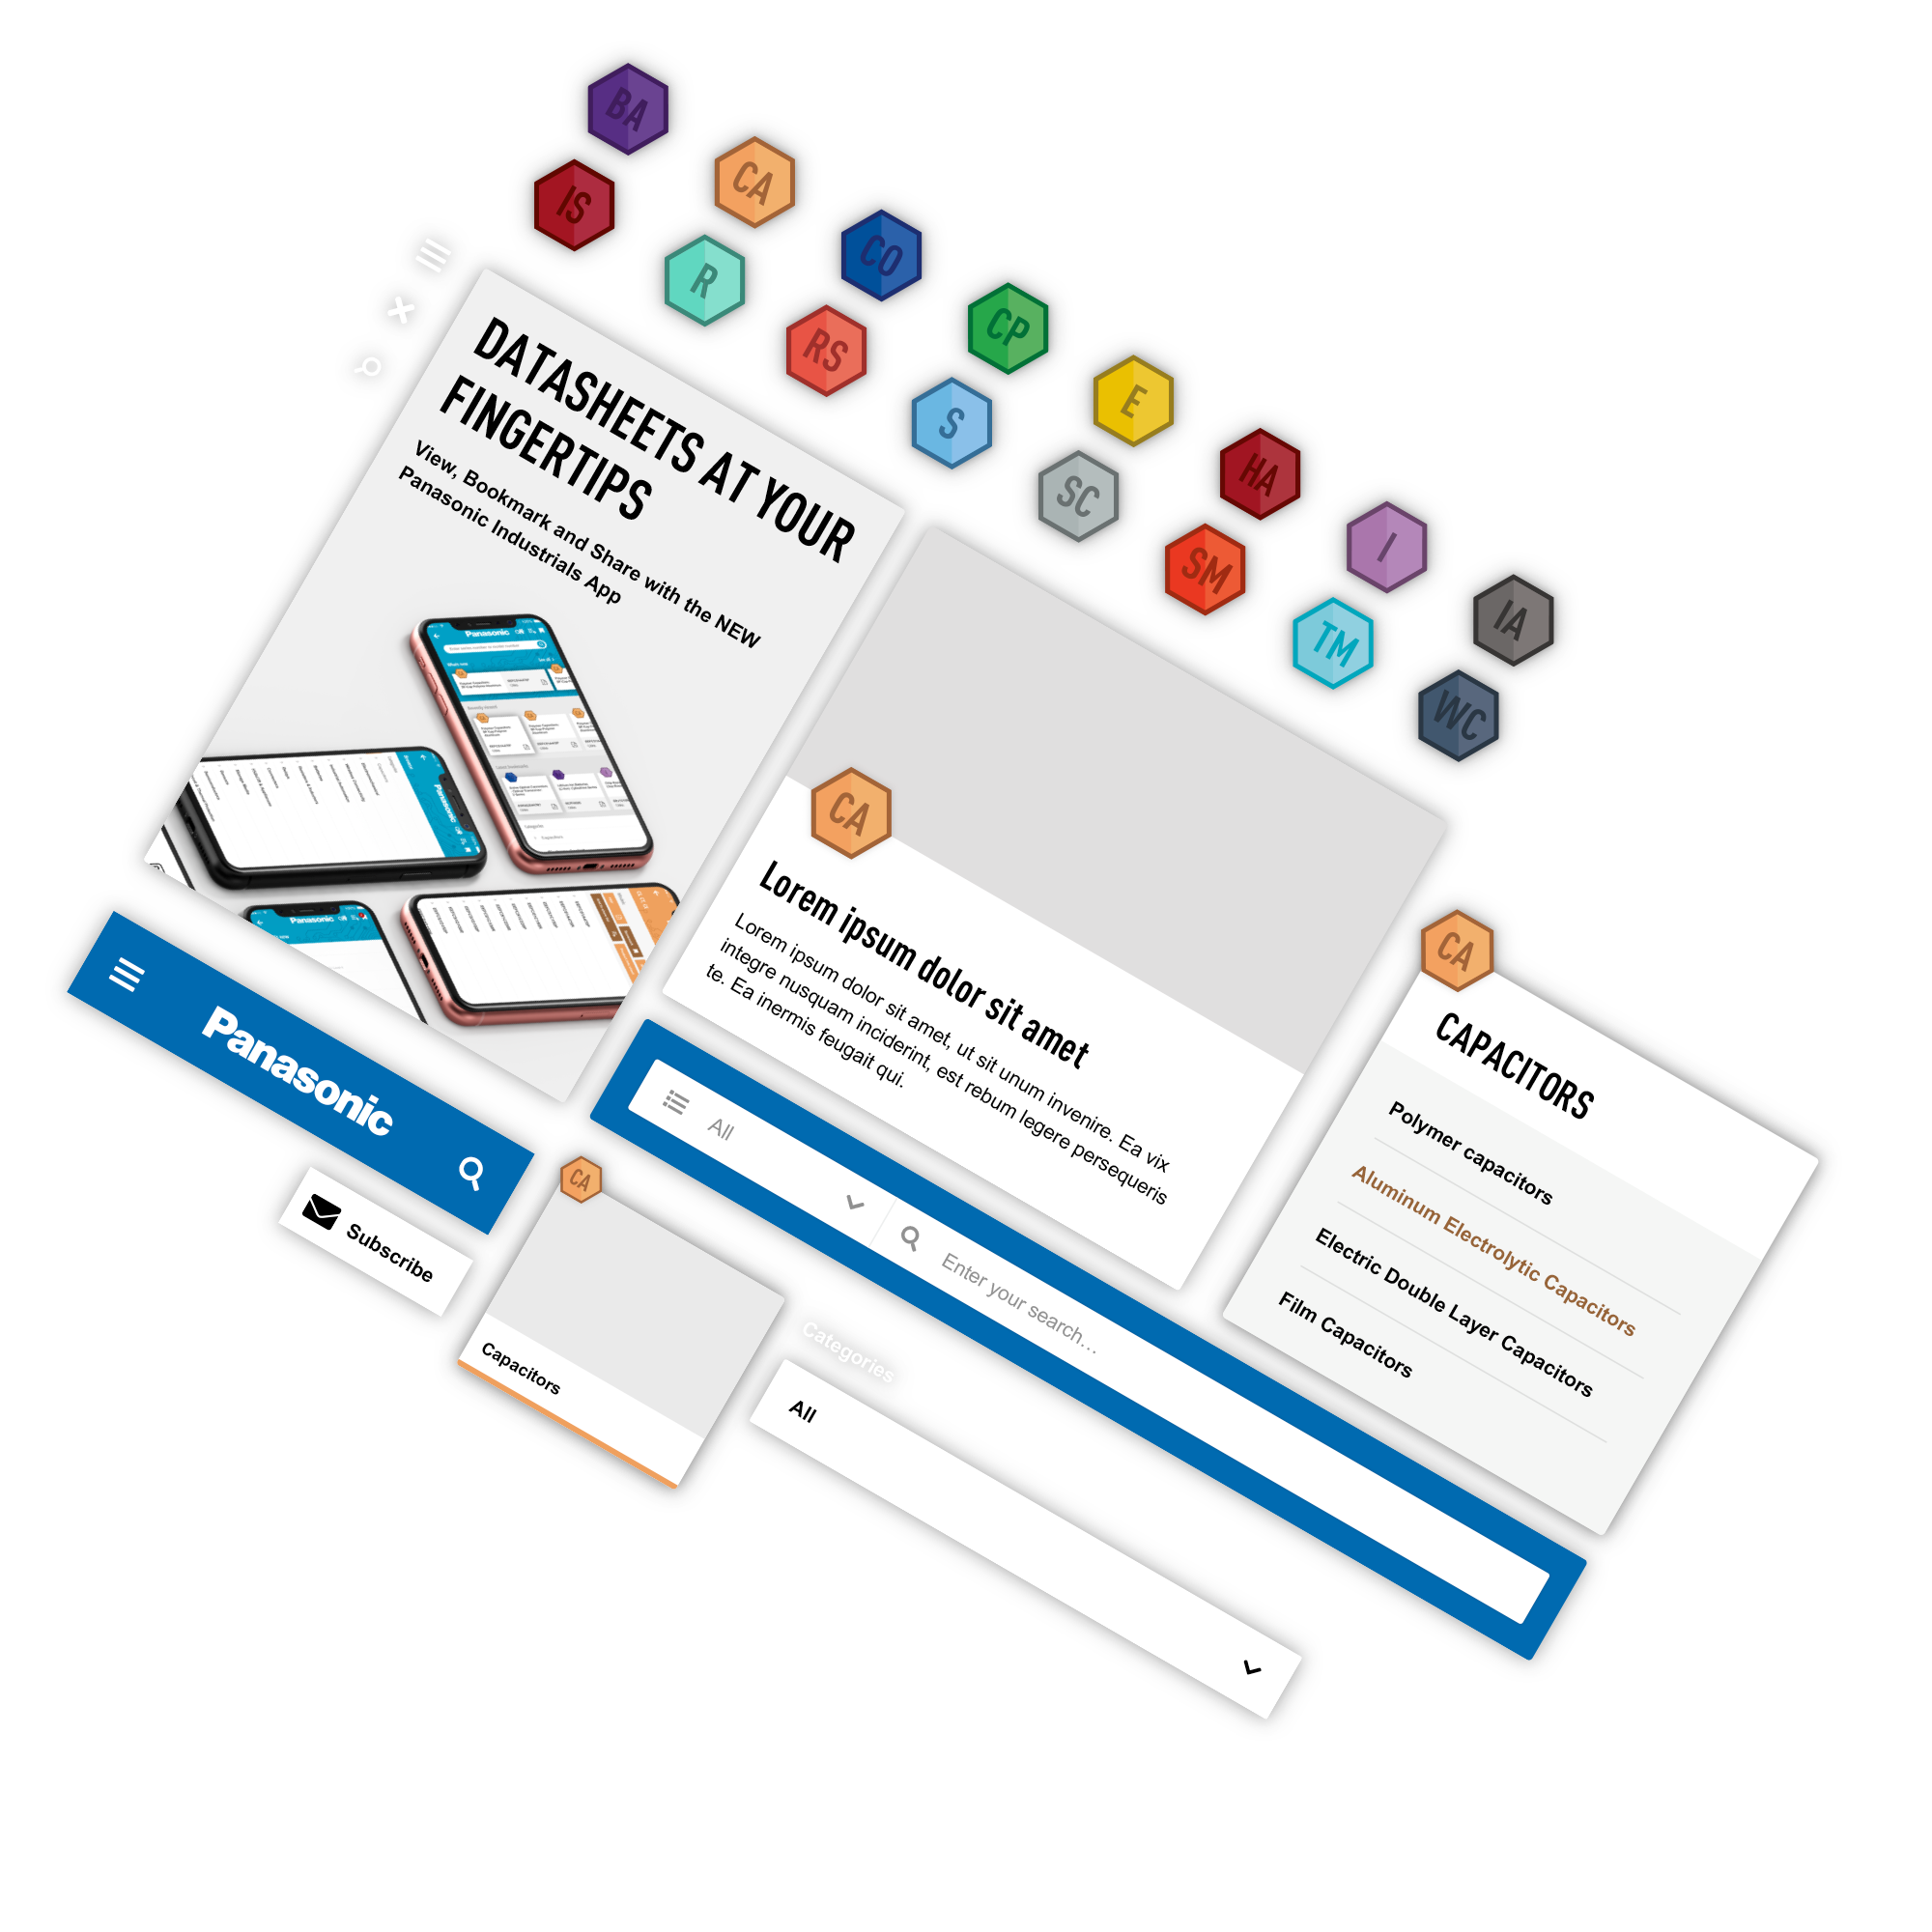 BA
CA
CO
CP
E
HA
I
IA
IS
R
RS
S
SC
SM
TM
WC
DATASHEETS AT YOUR
FINGERTIPS
View, Bookmark and Share with the NEW
Panasonic Industrials App
Panasonic
Panasonic
Panasonic
CA
Lorem ipsum dolor sit amet
Lorem ipsum dolor sit amet, ut sit unum invenire. Ea vix
integre nusquam inciderint, est rebum legere persequeris
te. Ea inermis feugait qui.
CA
CAPACITORS
Polymer capacitors
Aluminum Electrolytic Capacitors
Electric Double Layer Capacitors
Film Capacitors
Panasonic
Subscribe
All
Enter your search...
CA
Capacitors
Categories
All